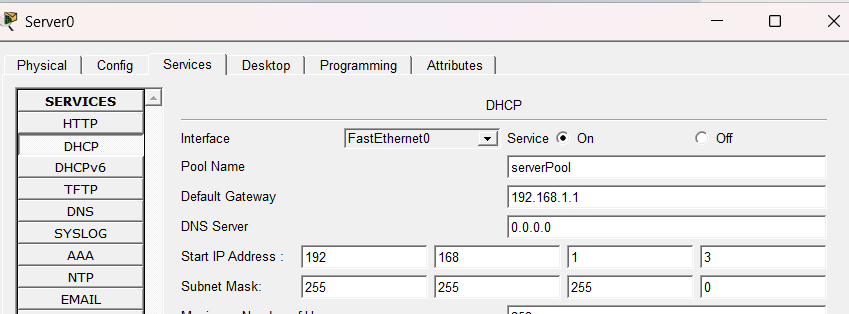 Server0
Physical Config Services Desktop Programming Attributes
SERVICES
HTTP
DHCP
DHCPv6
TFTP
DNS
SYSLOG
AAA
NTP
EMAIL
DHCP
Interface FastEthernet0 Service On Off
Pool Name serverPool
Default Gateway 192.168.1.1
DNS Server 0.0.0.0
Start IP Address : 192 168 1 3
Subnet Mask: 255 255 255 0